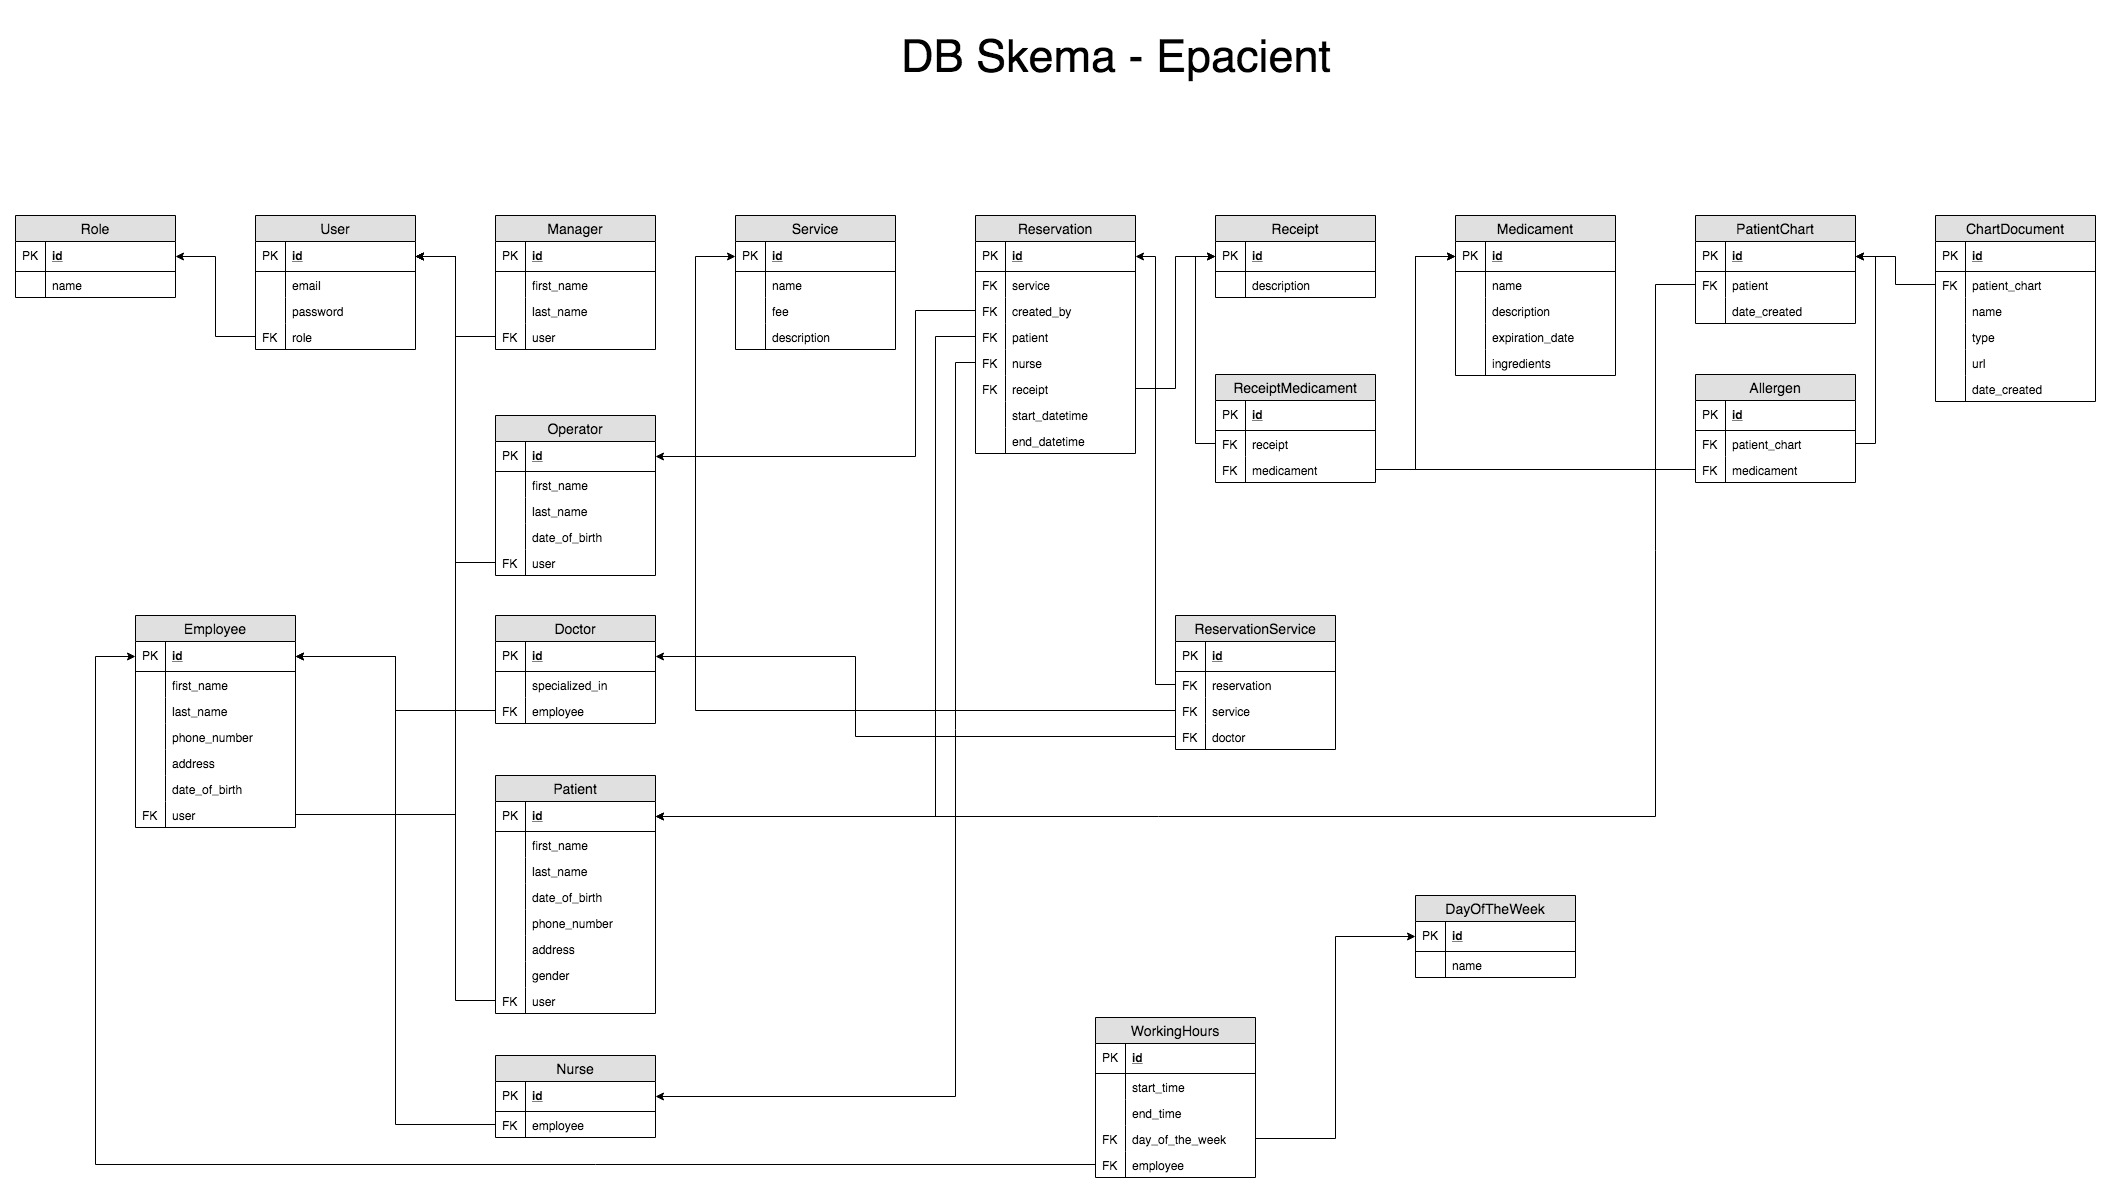 DB Skema - Epacient
Role
PK id
name
User
PK id
email
password
FK role
Manager
PK id
first_name
last_name
FK user
Service
PK id
name
fee
description
Reservation
PK id
FK service
FK created_by
FK patient
FK nurse
FK receipt
start_datetime
end_datetime
Receipt
PK id
description
Medicament
PK id
name
description
expiration_date
ingredients
PatientChart
PK id
FK patient
date_created
ChartDocument
PK id
FK patient_chart
name
type
url
date_created
ReceiptMedicament
PK id
FK receipt
FK medicament
Allergen
PK id
FK patient_chart
FK medicament
Operator
PK id
first_name
last_name
date_of_birth
FK user
Employee
PK id
first_name
last_name
phone_number
address
date_of_birth
FK user
Doctor
PK id
specialized_in
FK employee
ReservationService
PK id
FK reservation
FK service
FK doctor
Patient
PK id
first_name
last_name
date_of_birth
phone_number
address
gender
FK user
DayOfTheWeek
PK id
name
WorkingHours
PK id
start_time
end_time
FK day_of_the_week
FK employee
Nurse
PK id
FK employee